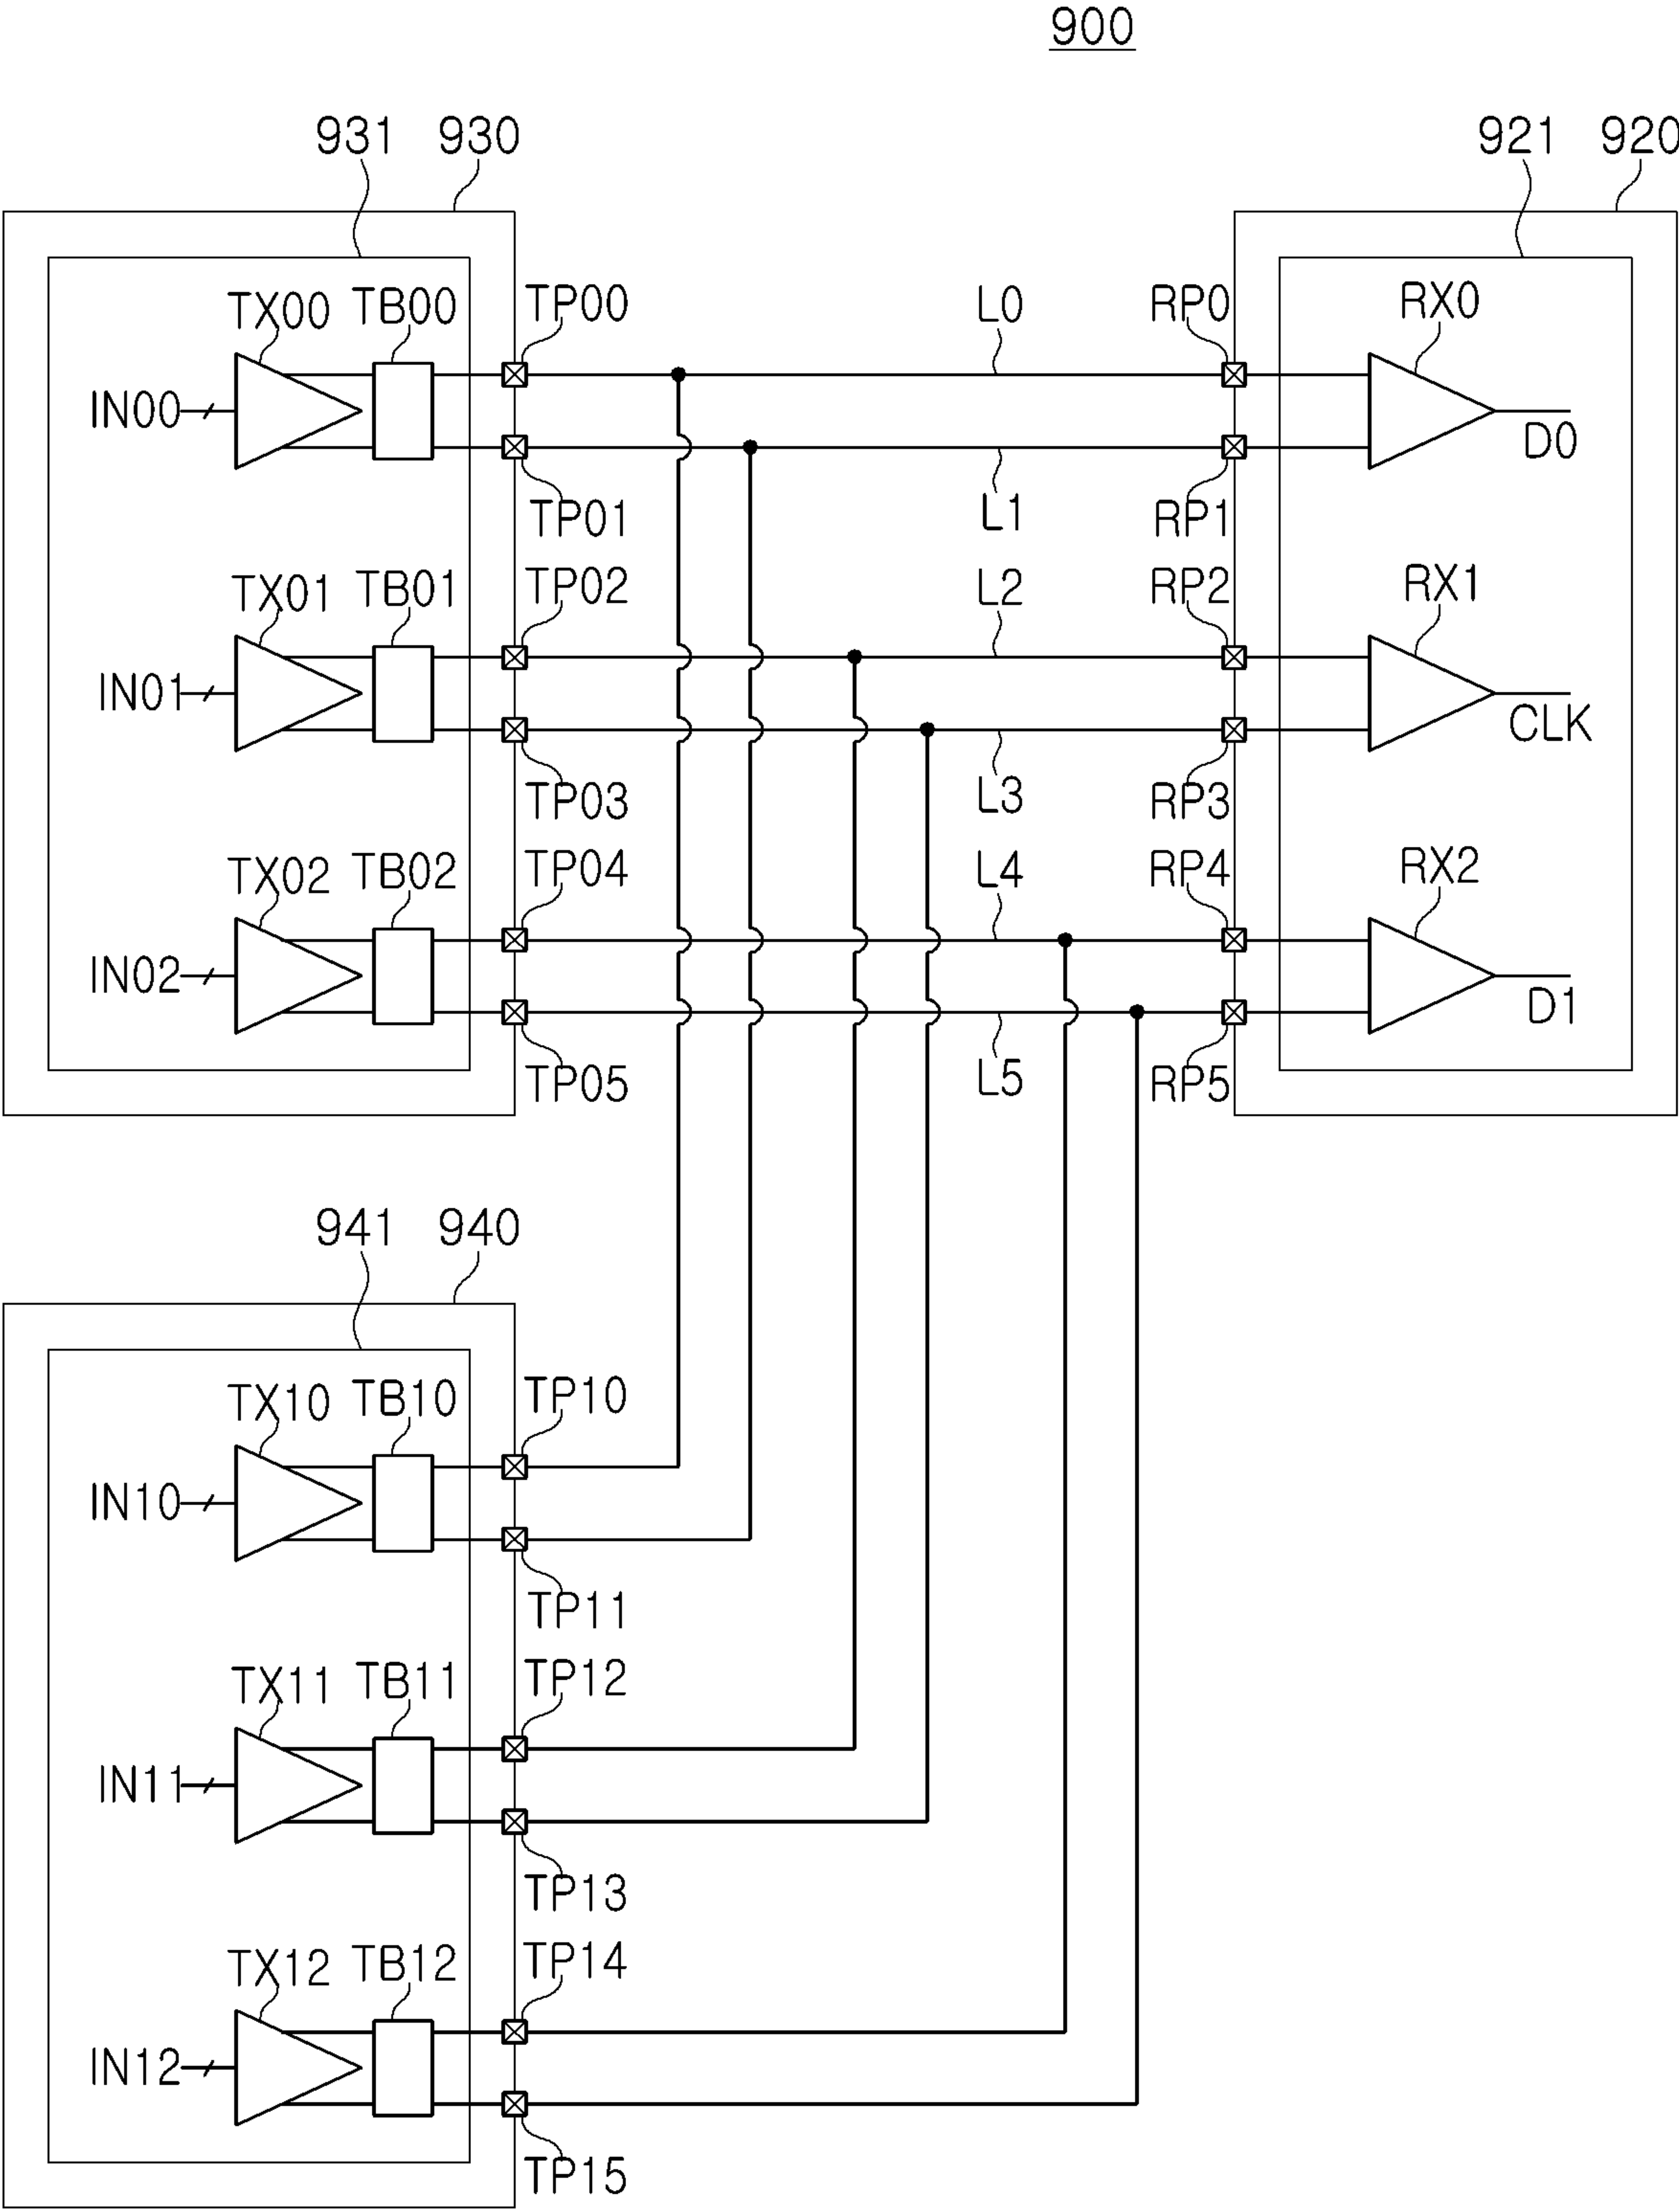 900
931 930 921 920
TX00 TB00 TP00 L0 RP0 RX0
IN00 D0
TP01 L1 RP1
TX01 TB01 TP02 L2 RP2 RX1
IN01 CLK
TP03 L3 RP3
TX02 TB02 TP04 L4 RP4 RX2
IN02 D1
TP05 L5 RP5
941 940
TX10 TB10 TP10
IN10
TP11
TX11 TB11 TP12
IN11
TP13
TX12 TB12 TP14
IN12
TP15